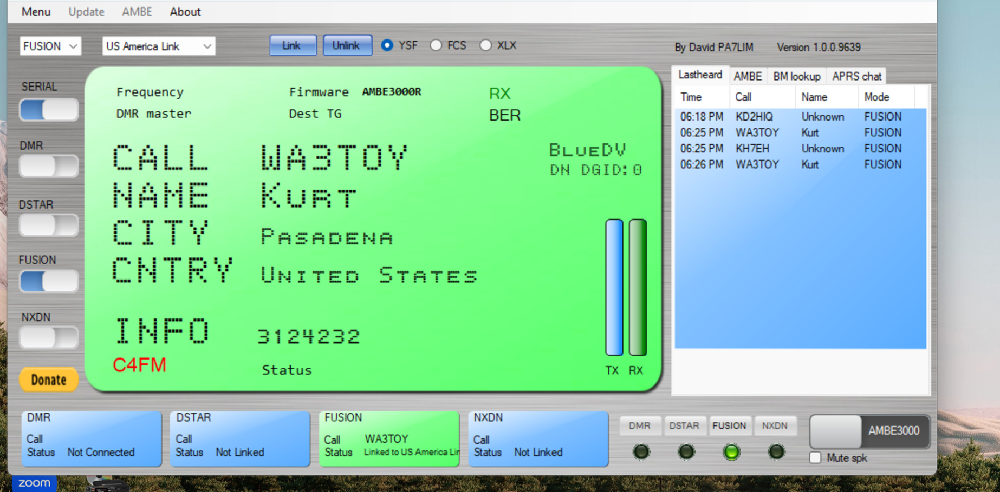 Menu Update AMBE About
FUSION US America Link Link Unlink YSF FCS XLX By David PA7LIM Version 1.0.0.9639
SERIAL
DMR
DSTAR
FUSION
NXDN
Donate
Frequency Firmware AMBE3000R RX
DMR master Dest TG BER
CALL WA3TOY
BLUEDV
DN DGID:0
NAME KURT
CITY PASADENA
CNTRY UNITED STATES
INFO 3124232
C4FM Status
TX RX
Lastheard AMBE BM lookup APRS chat
Time Call Name Mode
06:18 PM KD2HIQ Unknown FUSION
06:25 PM WA3TOY Kurt FUSION
06:25 PM KH7EH Unknown FUSION
06:26 PM WA3TOY Kurt FUSION
DMR
Call
Status Not Connected
DSTAR
Call
Status Not Linked
FUSION
Call WA3TOY
Status Linked to US America Lin
NXDN
Call
Status Not Linked
DMR DSTAR FUSION NXDN
AMBE3000
Mute spk
zoom